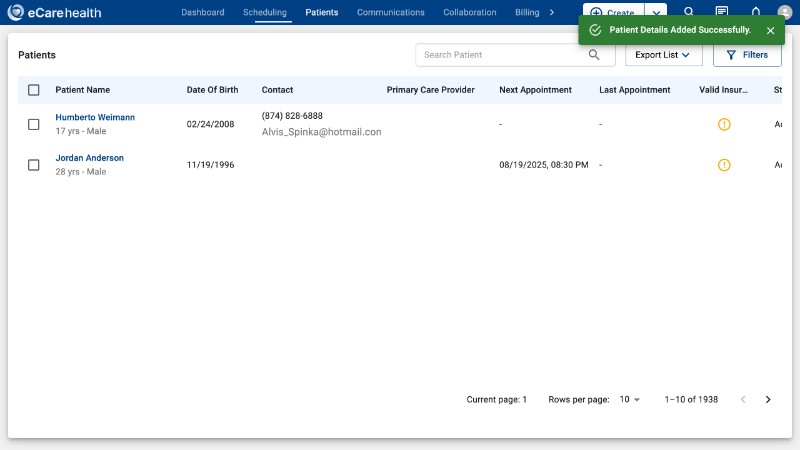 eCarehealth
Dashboard Scheduling Patients Communications Collaboration Billing Create
Patient Details Added Successfully.
Patients
Search Patient
Export List
Filters
Patient Name Date Of Birth Contact Primary Care Provider Next Appointment Last Appointment Valid Insur...
Humberto Weimann
17 yrs - Male
02/24/2008
(874) 828-6888
Alvis_Spinka@hotmail.con
- -
Jordan Anderson
28 yrs - Male
11/19/1996
08/19/2025, 08:30 PM -
Current page: 1 Rows per page: 10 1–10 of 1938